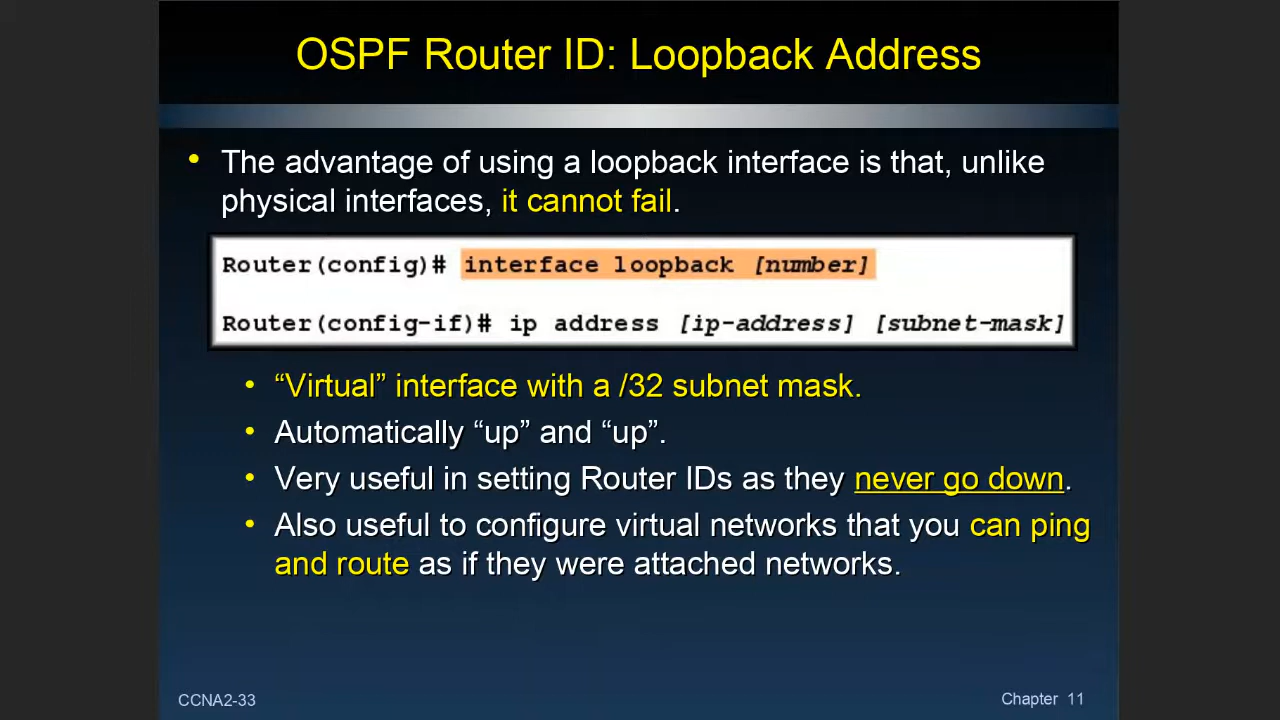 OSPF Router ID: Loopback Address
• The advantage of using a loopback interface is that, unlike
physical interfaces, it cannot fail.
Router(config)# interface loopback [number]
Router(config-if)# ip address [ip-address] [subnet-mask]
• “Virtual” interface with a /32 subnet mask.
• Automatically “up” and “up”.
• Very useful in setting Router IDs as they never go down.
• Also useful to configure virtual networks that you can ping
and route as if they were attached networks.
CCNA2-33
Chapter 11